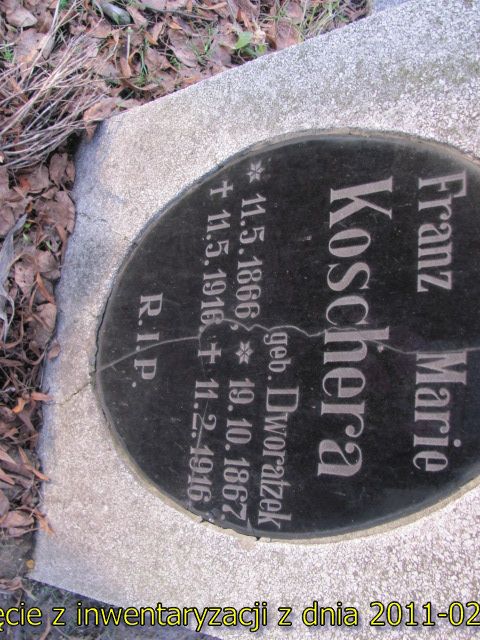 Franz Marie
Koschera
geb. Dworatzek
* 11.5.1866. * 19.10.1867.
† 11.5.1916. † 11.2.1916
R.I.P.
ęcie z inwentaryzacji z dnia 2011-02